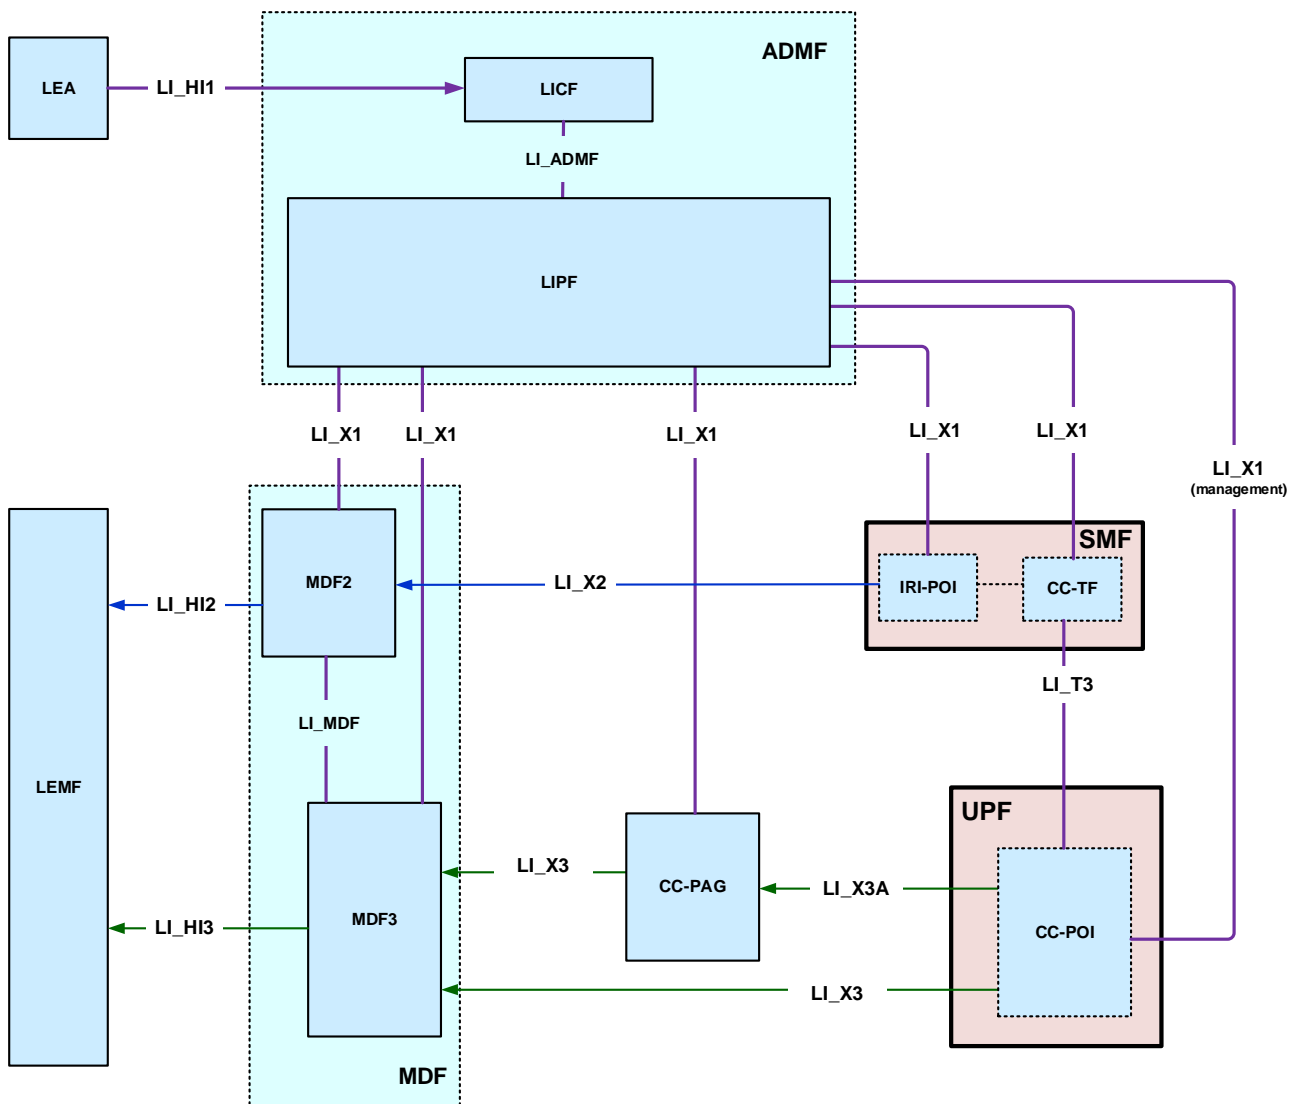 ADMF
LEA
LI_HI1
LICF
LI_ADMF
LIPF
LI_X1
LI_X1
LI_X1
LI_X1
LI_X1
LI_X1
(management)
SMF
MDF2
LI_X2
IRI-POI
CC-TF
LI_HI2
LI_T3
LI_MDF
LEMF
UPF
LI_X3
CC-PAG
LI_X3A
MDF3
LI_HI3
CC-POI
LI_X3
MDF